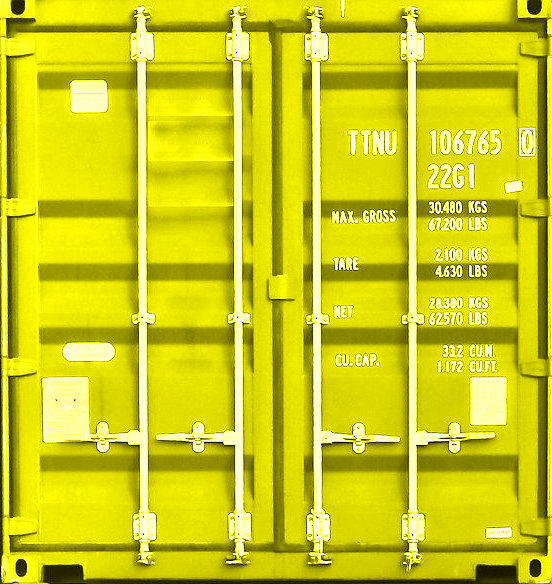 TTNU 106765 0
22G1
MAX. GROSS 30.480 KGS
67.200 LBS
TARE 2.100 KGS
4.630 LBS
NET 28.380 KGS
62.570 LBS
CU. CAP. 33.2 CU.M.
1.172 CU.FT.